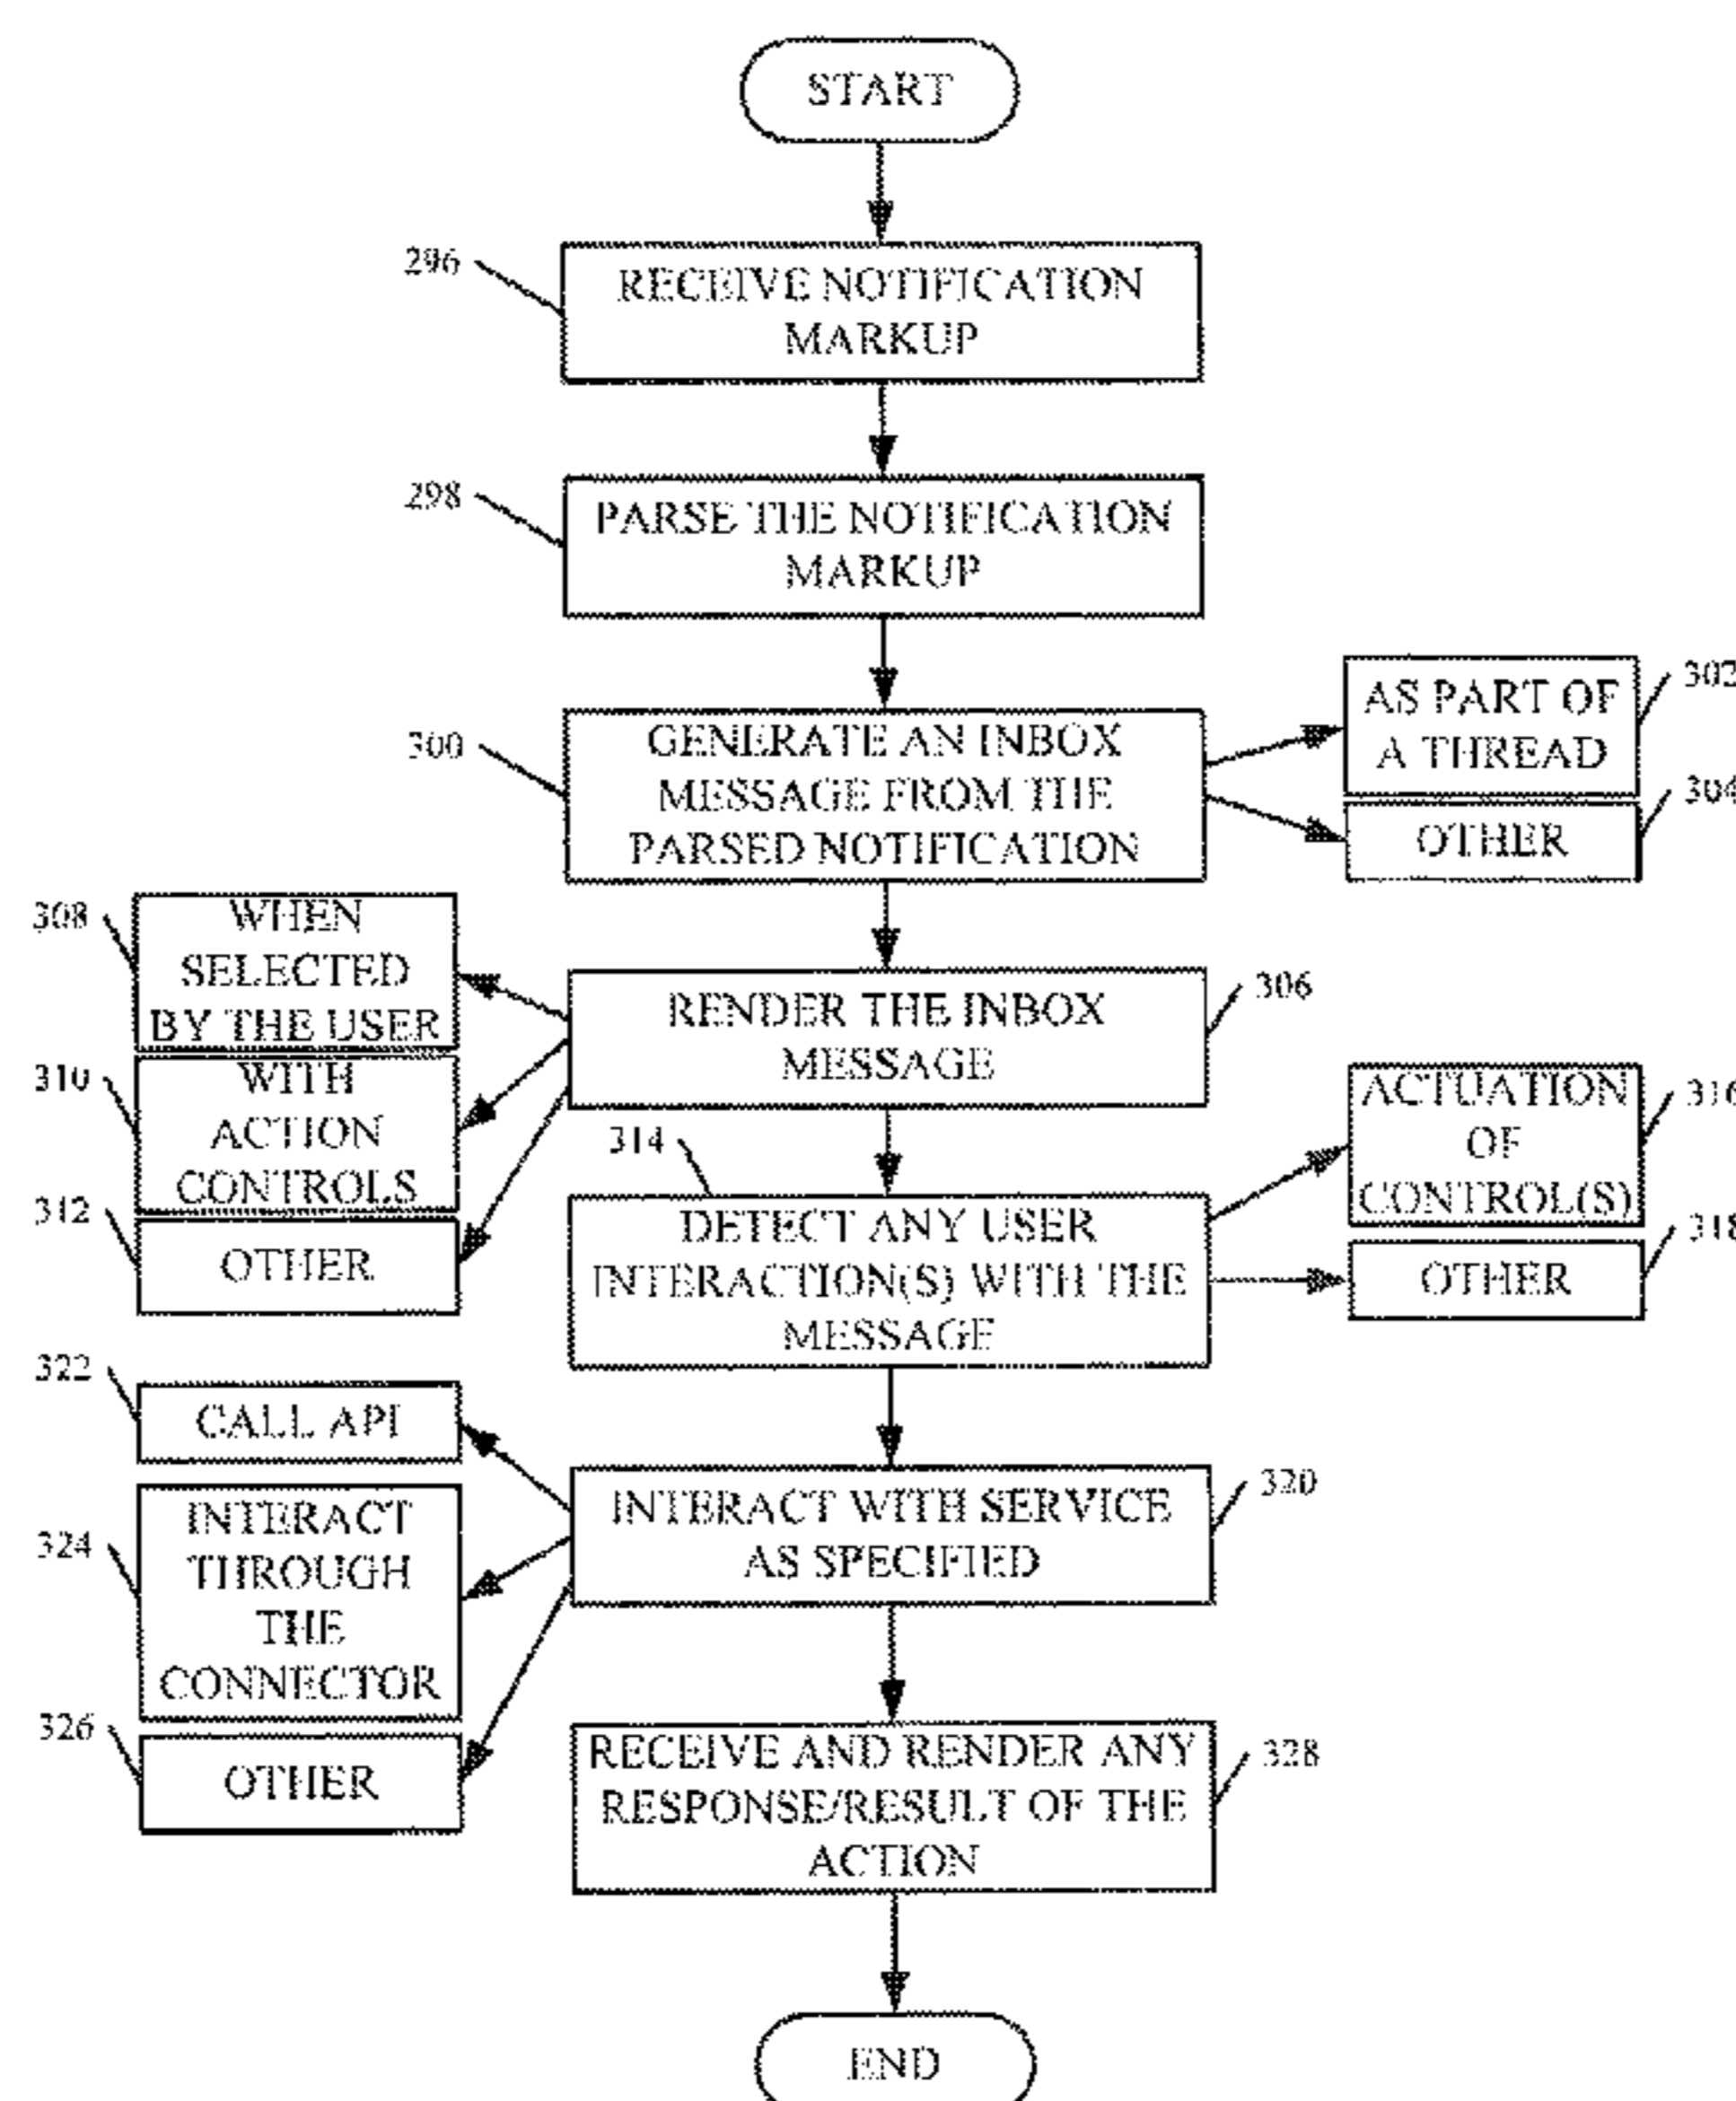 START
296
RECEIVE NOTIFICATION
MARKUP
298
PARSE THE NOTIFICATION
MARKUP
300
GENERATE AN INBOX
MESSAGE FROM THE
PARSED NOTIFICATION
AS PART OF
A THREAD
302
OTHER
304
308
WHEN
SELECTED
BY THE USER
RENDER THE INBOX
MESSAGE
306
310
WITH
ACTION
CONTROLS
312
OTHER
314
DETECT ANY USER
INTERACTION(S) WITH THE
MESSAGE
ACTUATION
OF
CONTROL(S)
316
OTHER
318
322
CALL API
INTERACT WITH SERVICE
AS SPECIFIED
320
324
INTERACT
THROUGH
THE
CONNECTOR
326
OTHER
RECEIVE AND RENDER ANY
RESPONSE/RESULT OF THE
ACTION
328
END